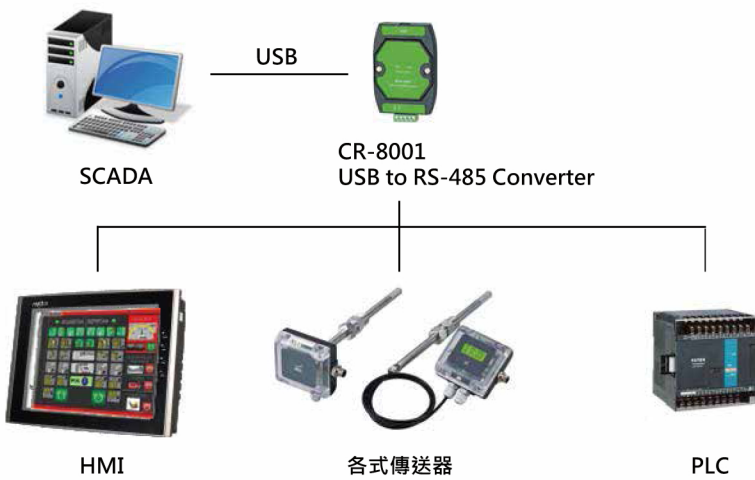 USB
SCADA
CR-8001
USB to RS-485 Converter
HMI
各式傳送器
PLC